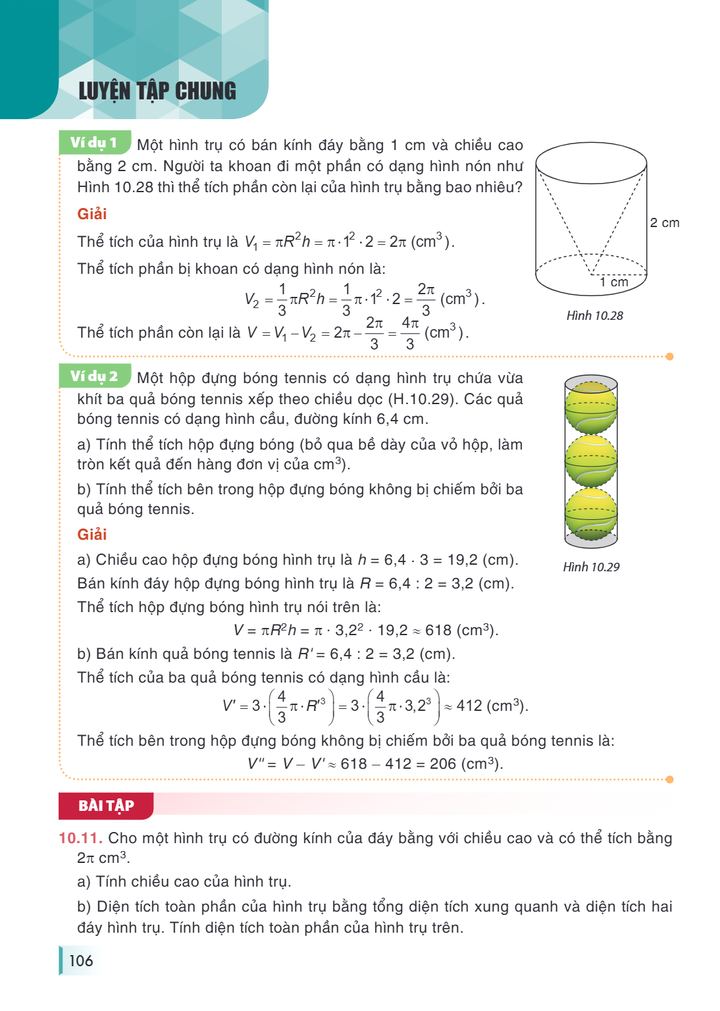 LUYỆN TẬP CHUNG
Ví dụ 1 Một hình trụ có bán kính đáy bằng 1 cm và chiều cao
bằng 2 cm. Người ta khoan đi một phần có dạng hình nón như
Hình 10.28 thì thể tích phần còn lại của hình trụ bằng bao nhiêu?
Giải
Thể tích của hình trụ là V₁ = πR²h = π · 1² · 2 = 2π (cm³).
Thể tích phần bị khoan có dạng hình nón là:
V₂ = 1/3 πR²h = 1/3 π · 1² · 2 = 2π/3 (cm³).
Thể tích phần còn lại là V = V₁ – V₂ = 2π – 2π/3 = 4π/3 (cm³).
2 cm
1 cm
Hình 10.28
Ví dụ 2 Một hộp đựng bóng tennis có dạng hình trụ chứa vừa
khít ba quả bóng tennis xếp theo chiều dọc (H.10.29). Các quả
bóng tennis có dạng hình cầu, đường kính 6,4 cm.
a) Tính thể tích hộp đựng bóng (bỏ qua bề dày của vỏ hộp, làm
tròn kết quả đến hàng đơn vị của cm³).
b) Tính thể tích bên trong hộp đựng bóng không bị chiếm bởi ba
quả bóng tennis.
Giải
a) Chiều cao hộp đựng bóng hình trụ là h = 6,4 · 3 = 19,2 (cm).
Bán kính đáy hộp đựng bóng hình trụ là R = 6,4 : 2 = 3,2 (cm).
Thể tích hộp đựng bóng hình trụ nói trên là:
V = πR²h = π · 3,2² · 19,2 ≈ 618 (cm³).
b) Bán kính quả bóng tennis là R' = 6,4 : 2 = 3,2 (cm).
Thể tích của ba quả bóng tennis có dạng hình cầu là:
V' = 3 · (4/3 π · R'³) = 3 · (4/3 π · 3,2³) ≈ 412 (cm³).
Thể tích bên trong hộp đựng bóng không bị chiếm bởi ba quả bóng tennis là:
V'' = V – V' ≈ 618 – 412 = 206 (cm³).
Hình 10.29
BÀI TẬP
10.11. Cho một hình trụ có đường kính của đáy bằng với chiều cao và có thể tích bằng
2π cm³.
a) Tính chiều cao của hình trụ.
b) Diện tích toàn phần của hình trụ bằng tổng diện tích xung quanh và diện tích hai
đáy hình trụ. Tính diện tích toàn phần của hình trụ trên.
106